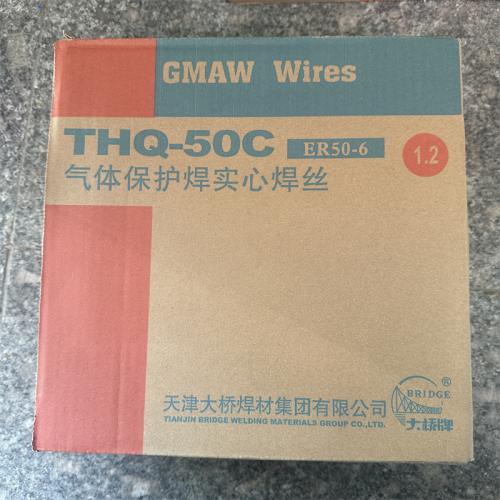 GMAW Wires
THQ-50C ER50-6 1.2
气体保护焊实心焊丝
BRIDGE ®
大桥牌
天津大桥焊材集团有限公司
TIANJIN BRIDGE WELDING MATERIALS GROUP CO.,LTD.